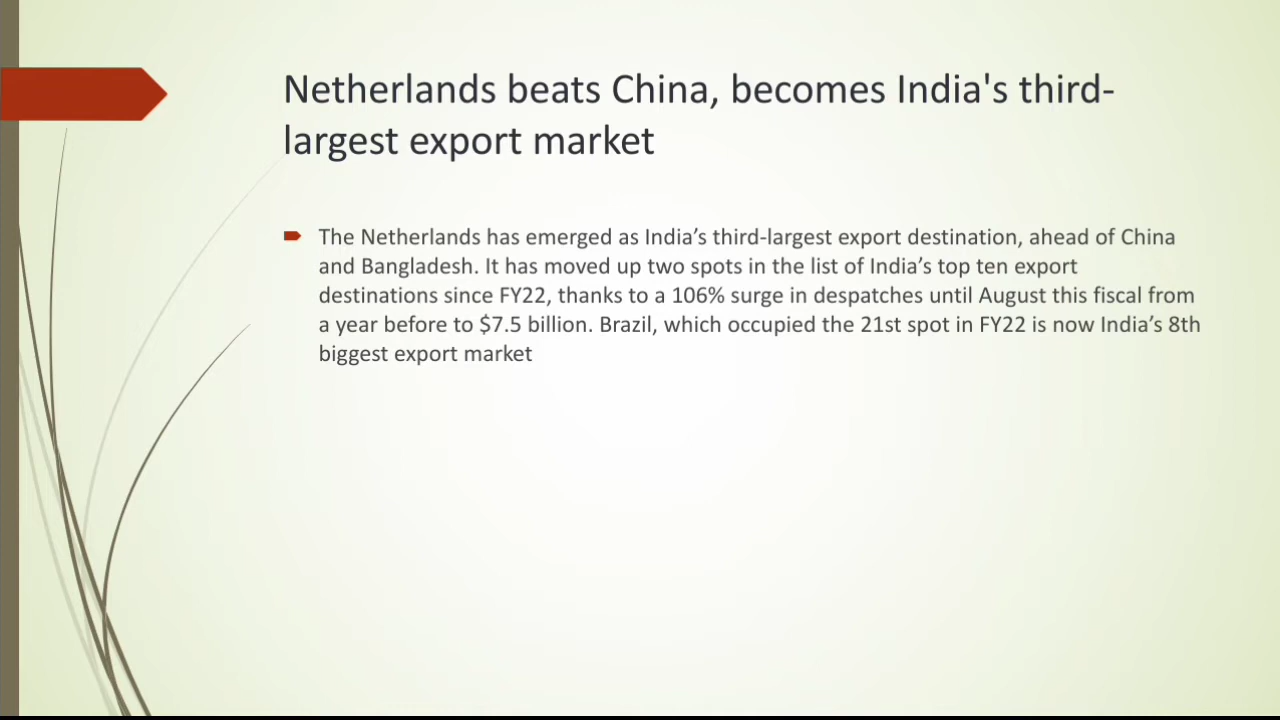 Netherlands beats China, becomes India's third-
largest export market
The Netherlands has emerged as India’s third-largest export destination, ahead of China
and Bangladesh. It has moved up two spots in the list of India’s top ten export
destinations since FY22, thanks to a 106% surge in despatches until August this fiscal from
a year before to $7.5 billion. Brazil, which occupied the 21st spot in FY22 is now India’s 8th
biggest export market